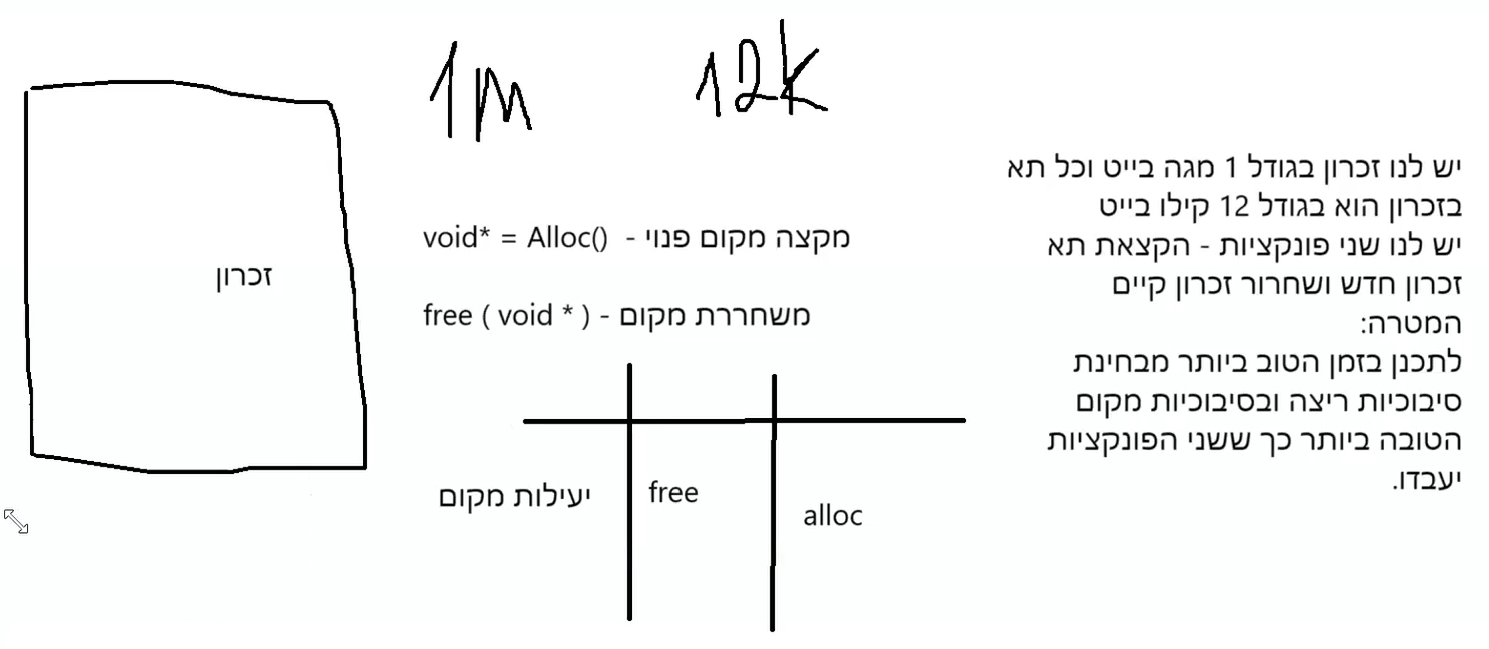 1M
12k
יש לנו זכרון בגודל 1 מגה בייט וכל תא
בזכרון הוא בגודל 12 קילו בייט
יש לנו שני פונקציות - הקצאת תא
זכרון חדש ושחרור זכרון קיים
המטרה:
לתכנן בזמן הטוב ביותר מבחינת
סיבוכיות ריצה ובסיבוכיות מקום
הטובה ביותר כך ששני הפונקציות
יעבדו.
void* = Alloc() - מקצה מקום פנוי
free ( void * ) - משחררת מקום
זכרון
יעילות מקום
free
alloc